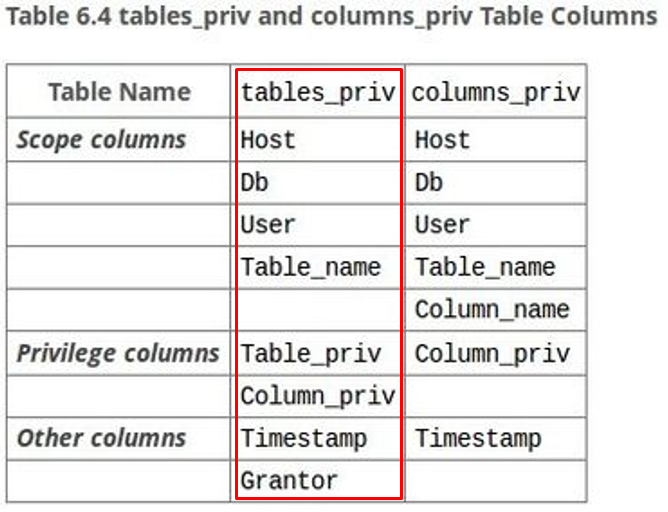 Table 6.4 tables_priv and columns_priv Table Columns
Table Name tables_priv columns_priv
Scope columns Host Host
Db Db
User User
Table_name Table_name
Column_name
Privilege columns Table_priv Column_priv
Column_priv
Other columns Timestamp Timestamp
Grantor